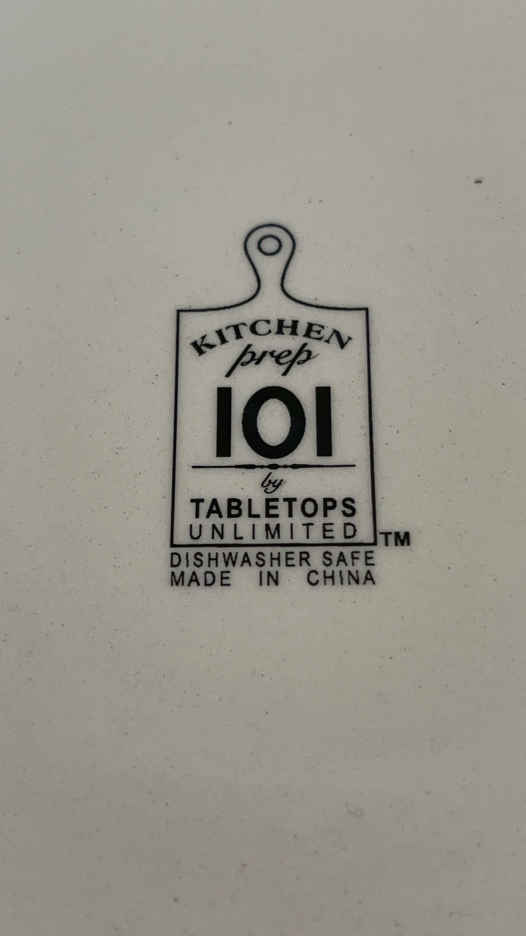 KITCHEN
prep
101
by
TABLETOPS
UNLIMITED TM
DISHWASHER SAFE
MADE IN CHINA